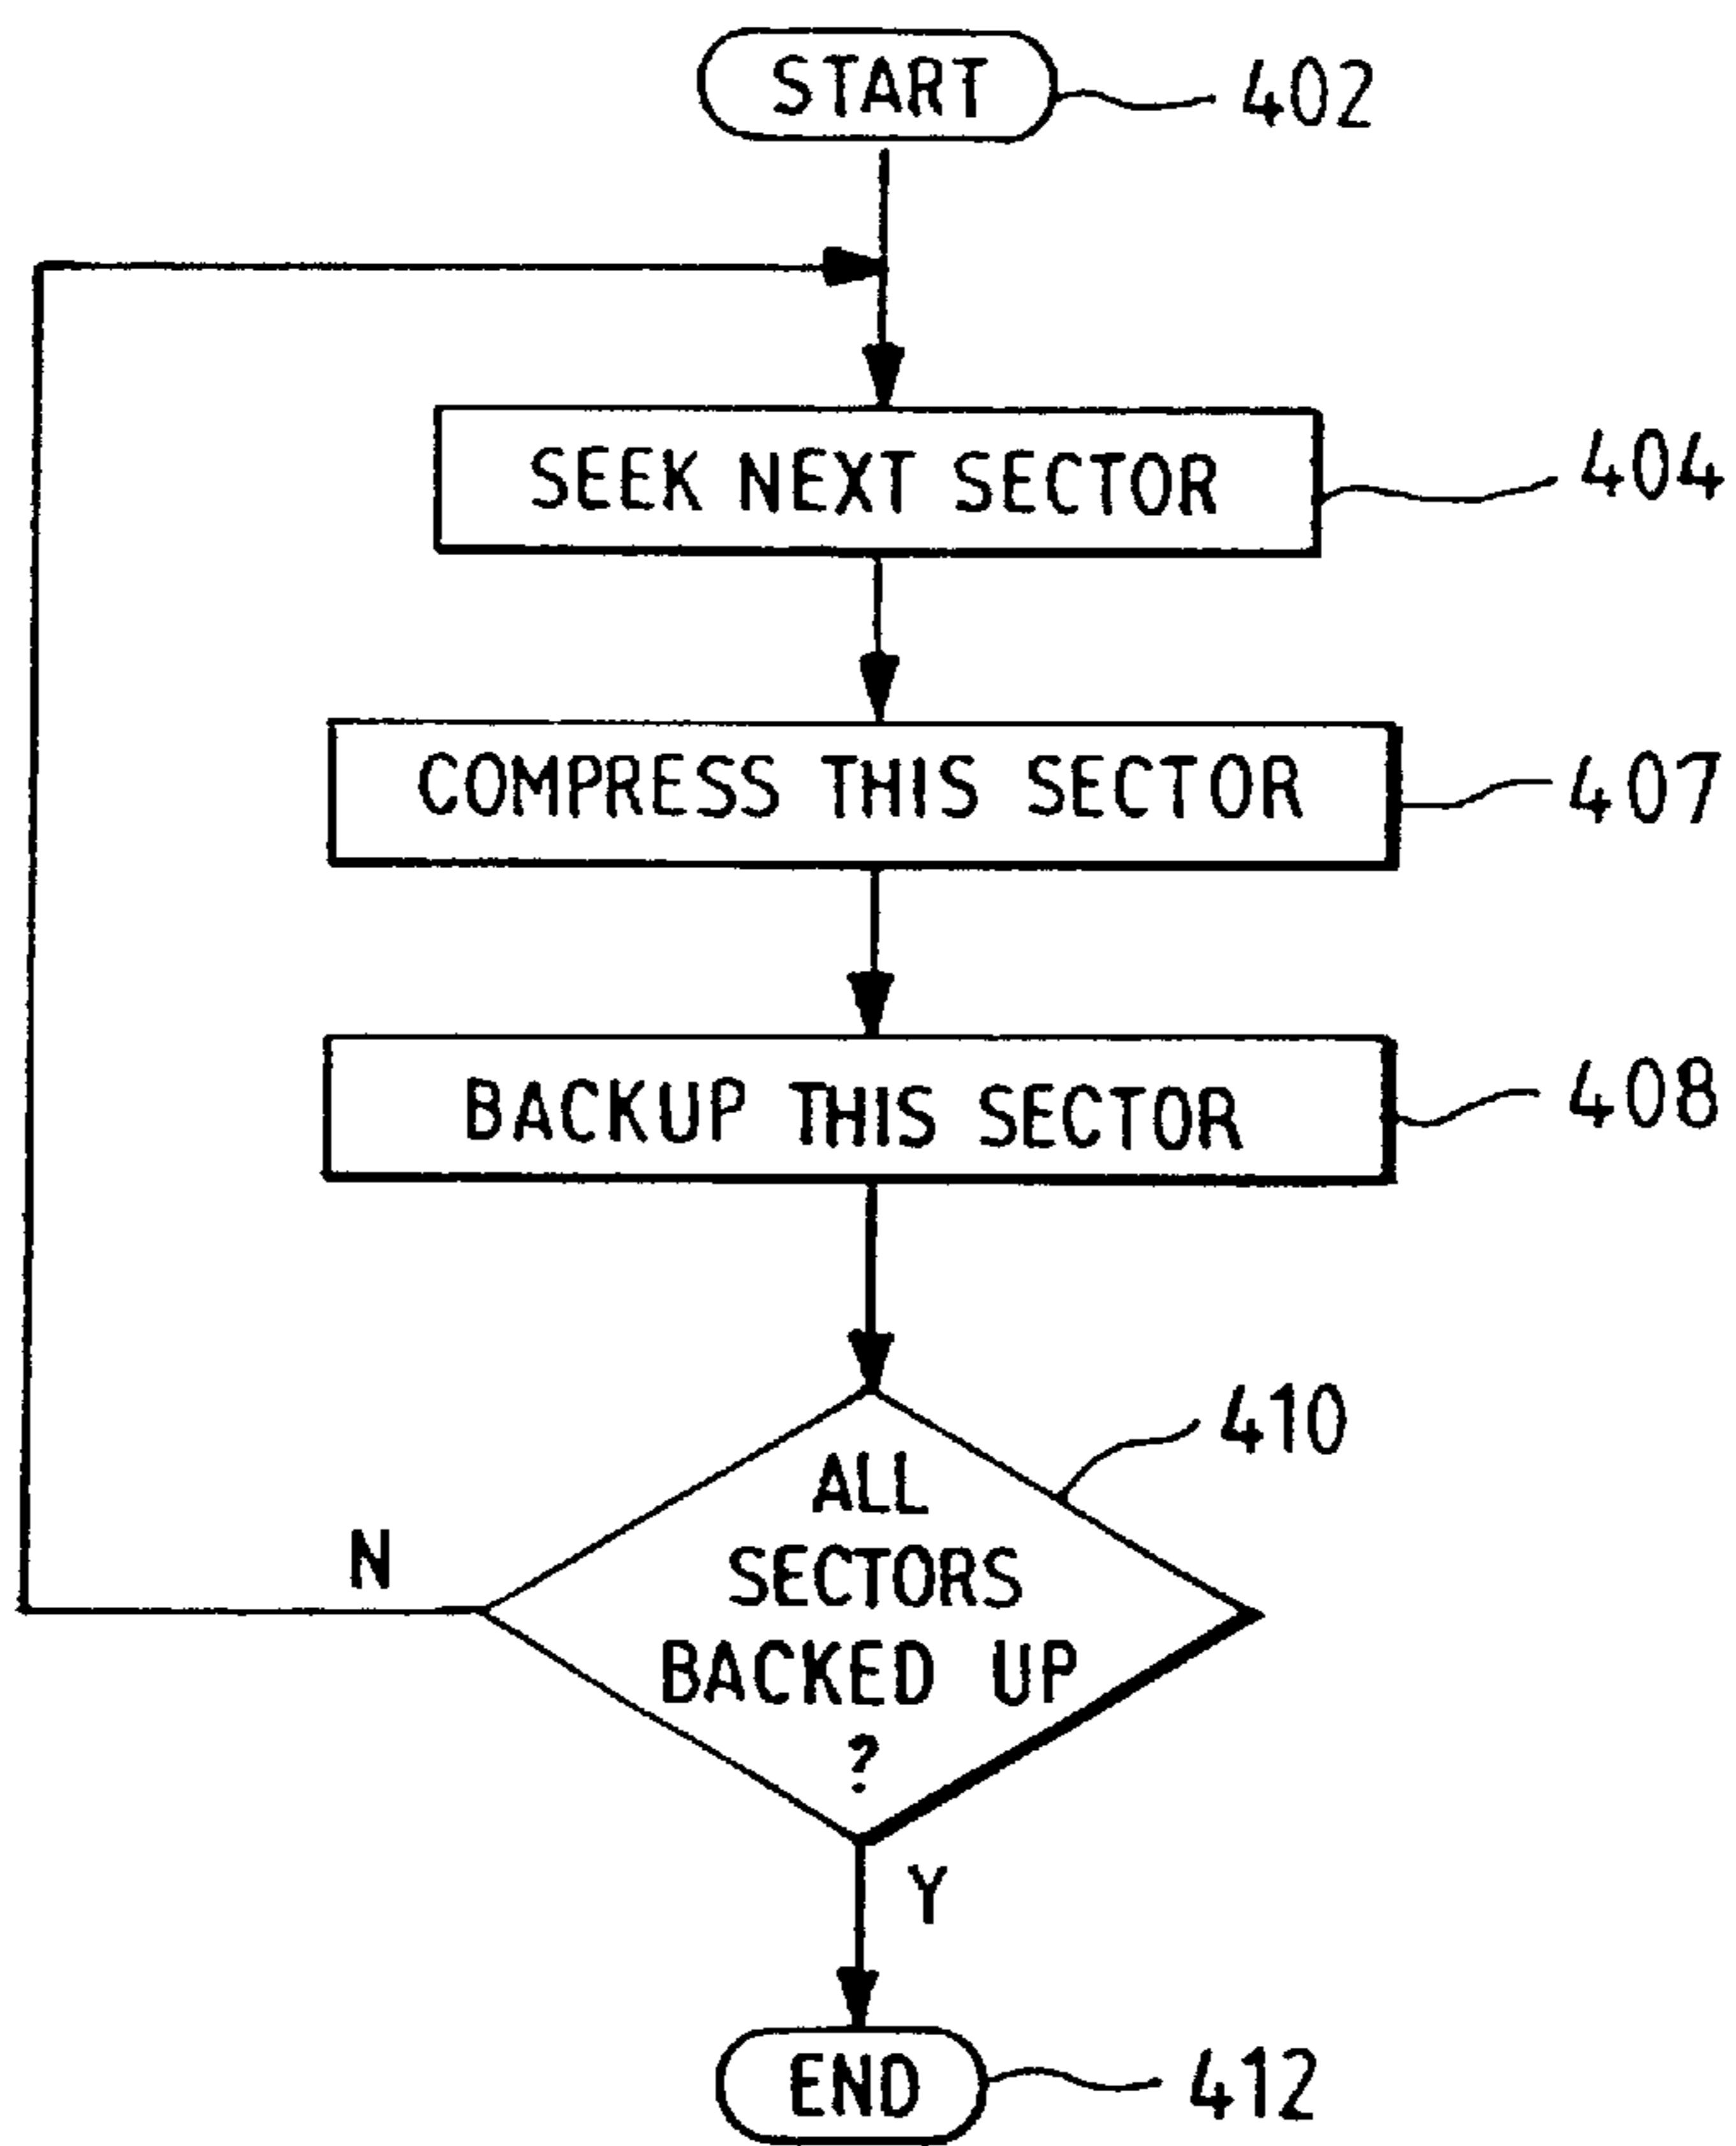 START
402
SEEK NEXT SECTOR
404
COMPRESS THIS SECTOR
407
BACKUP THIS SECTOR
408
410
ALL
SECTORS
BACKED UP
?
N
Y
END
412